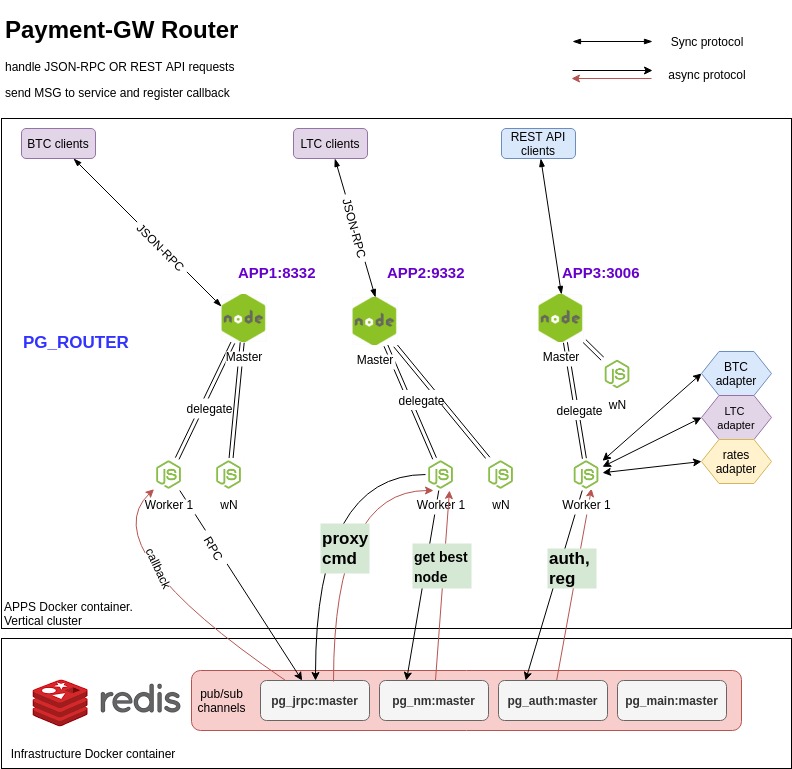 Payment-GW Router
handle JSON-RPC OR REST API requests
send MSG to service and register callback
Sync protocol
async protocol
BTC clients
LTC clients
REST API
clients
JSON-RPC
JSON-RPC
APP1:8332
APP2:9332
APP3:3006
node
node
node
PG_ROUTER
Master
Master
Master
JS
wN
BTC
adapter
LTC
adapter
rates
adapter
delegate
delegate
delegate
JS
JS
JS
JS
JS
Worker 1
wN
Worker 1
wN
Worker 1
RPC
callback
proxy
cmd
get best
node
auth,
reg
APPS Docker container.
Vertical cluster
redis
pub/sub
channels
pg_jrpc:master
pg_nm:master
pg_auth:master
pg_main:master
Infrastructure Docker container